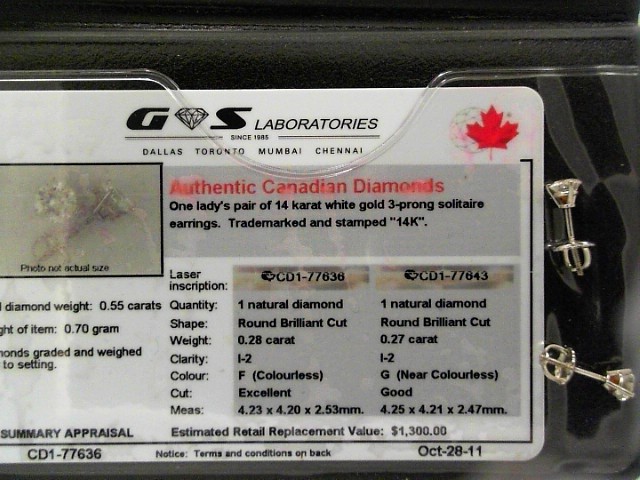 G S LABORATORIES
SINCE 1985
DALLAS TORONTO MUMBAI CHENNAI
Authentic Canadian Diamonds
One lady's pair of 14 karat white gold 3-prong solitaire
earrings. Trademarked and stamped "14K".
Photo not actual size
Laser
inscription: CD1-77636 CD1-77643
Quantity: 1 natural diamond 1 natural diamond
Shape: Round Brilliant Cut Round Brilliant Cut
Weight: 0.28 carat 0.27 carat
Clarity: I-2 I-2
Colour: F (Colourless) G (Near Colourless)
Cut: Excellent Good
Meas: 4.23 x 4.20 x 2.53mm. 4.25 x 4.21 x 2.47mm.
diamond weight: 0.55 carats
ght of item: 0.70 gram
monds graded and weighed
to setting.
SUMMARY APPRAISAL Estimated Retail Replacement Value: $1,300.00
CD1-77636 Notice: Terms and conditions on back Oct-28-11